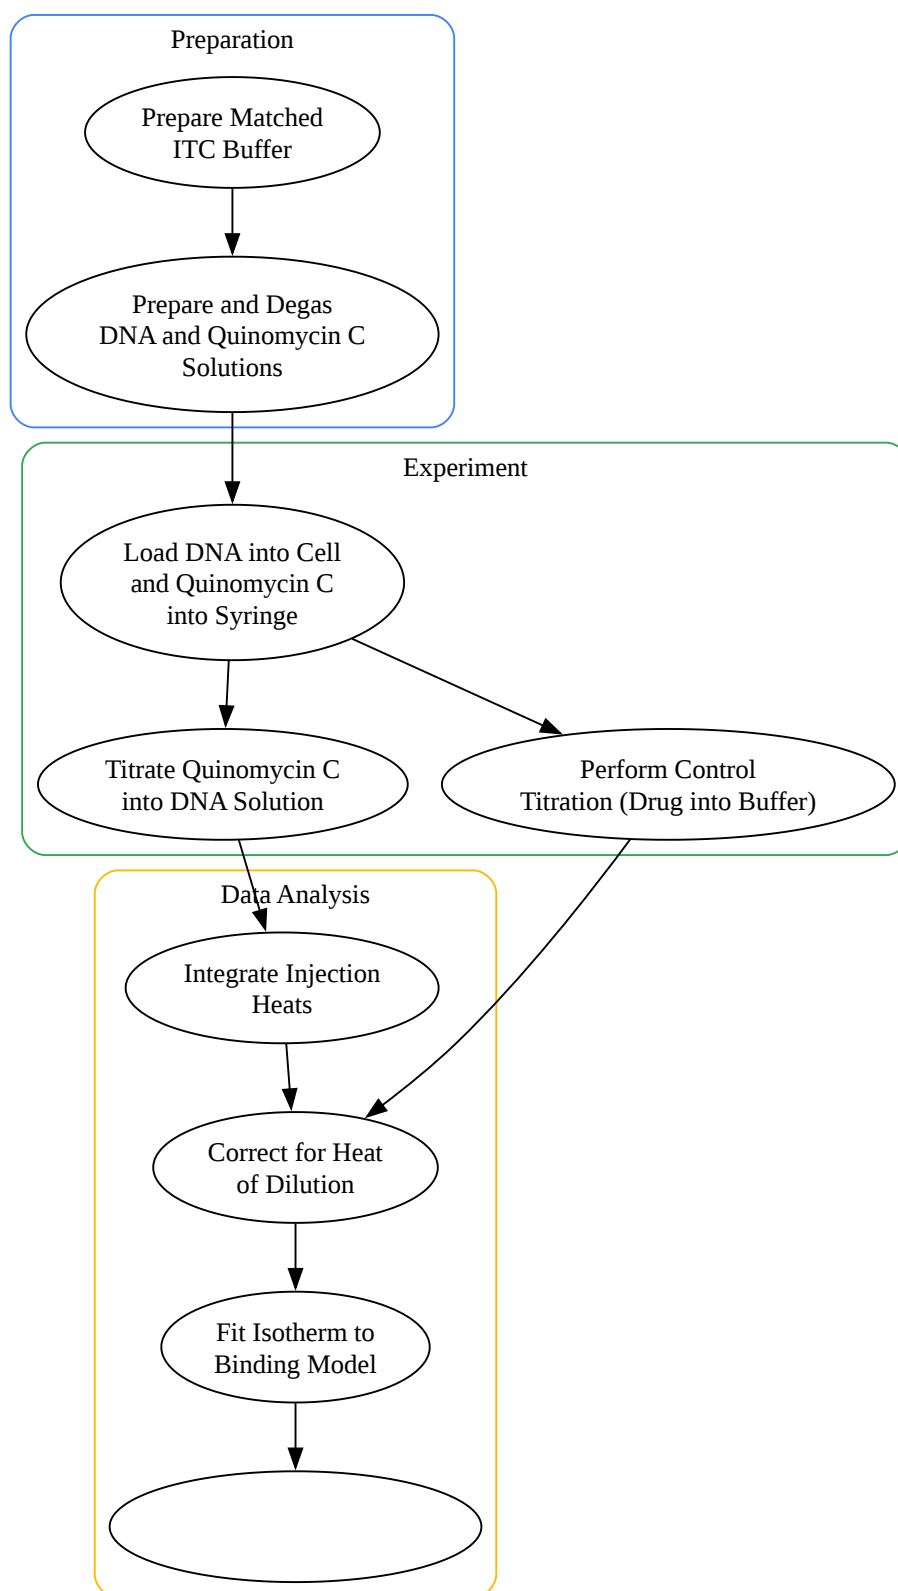 Preparation
Prepare Matched
ITC Buffer
Prepare and Degas
DNA and Quinomycin C
Solutions
Experiment
Load DNA into Cell
and Quinomycin C
into Syringe
Titrate Quinomycin C
into DNA Solution
Perform Control
Titration (Drug into Buffer)
Data Analysis
Integrate Injection
Heats
Correct for Heat
of Dilution
Fit Isotherm to
Binding Model